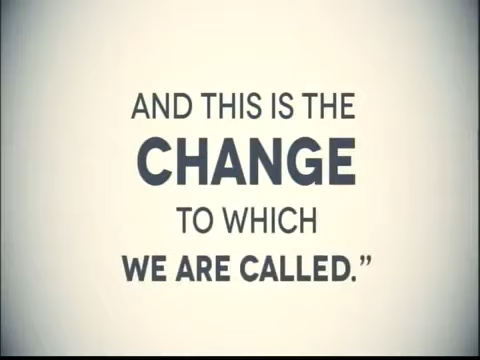 AND THIS IS THE
CHANGE
TO WHICH
WE ARE CALLED.”